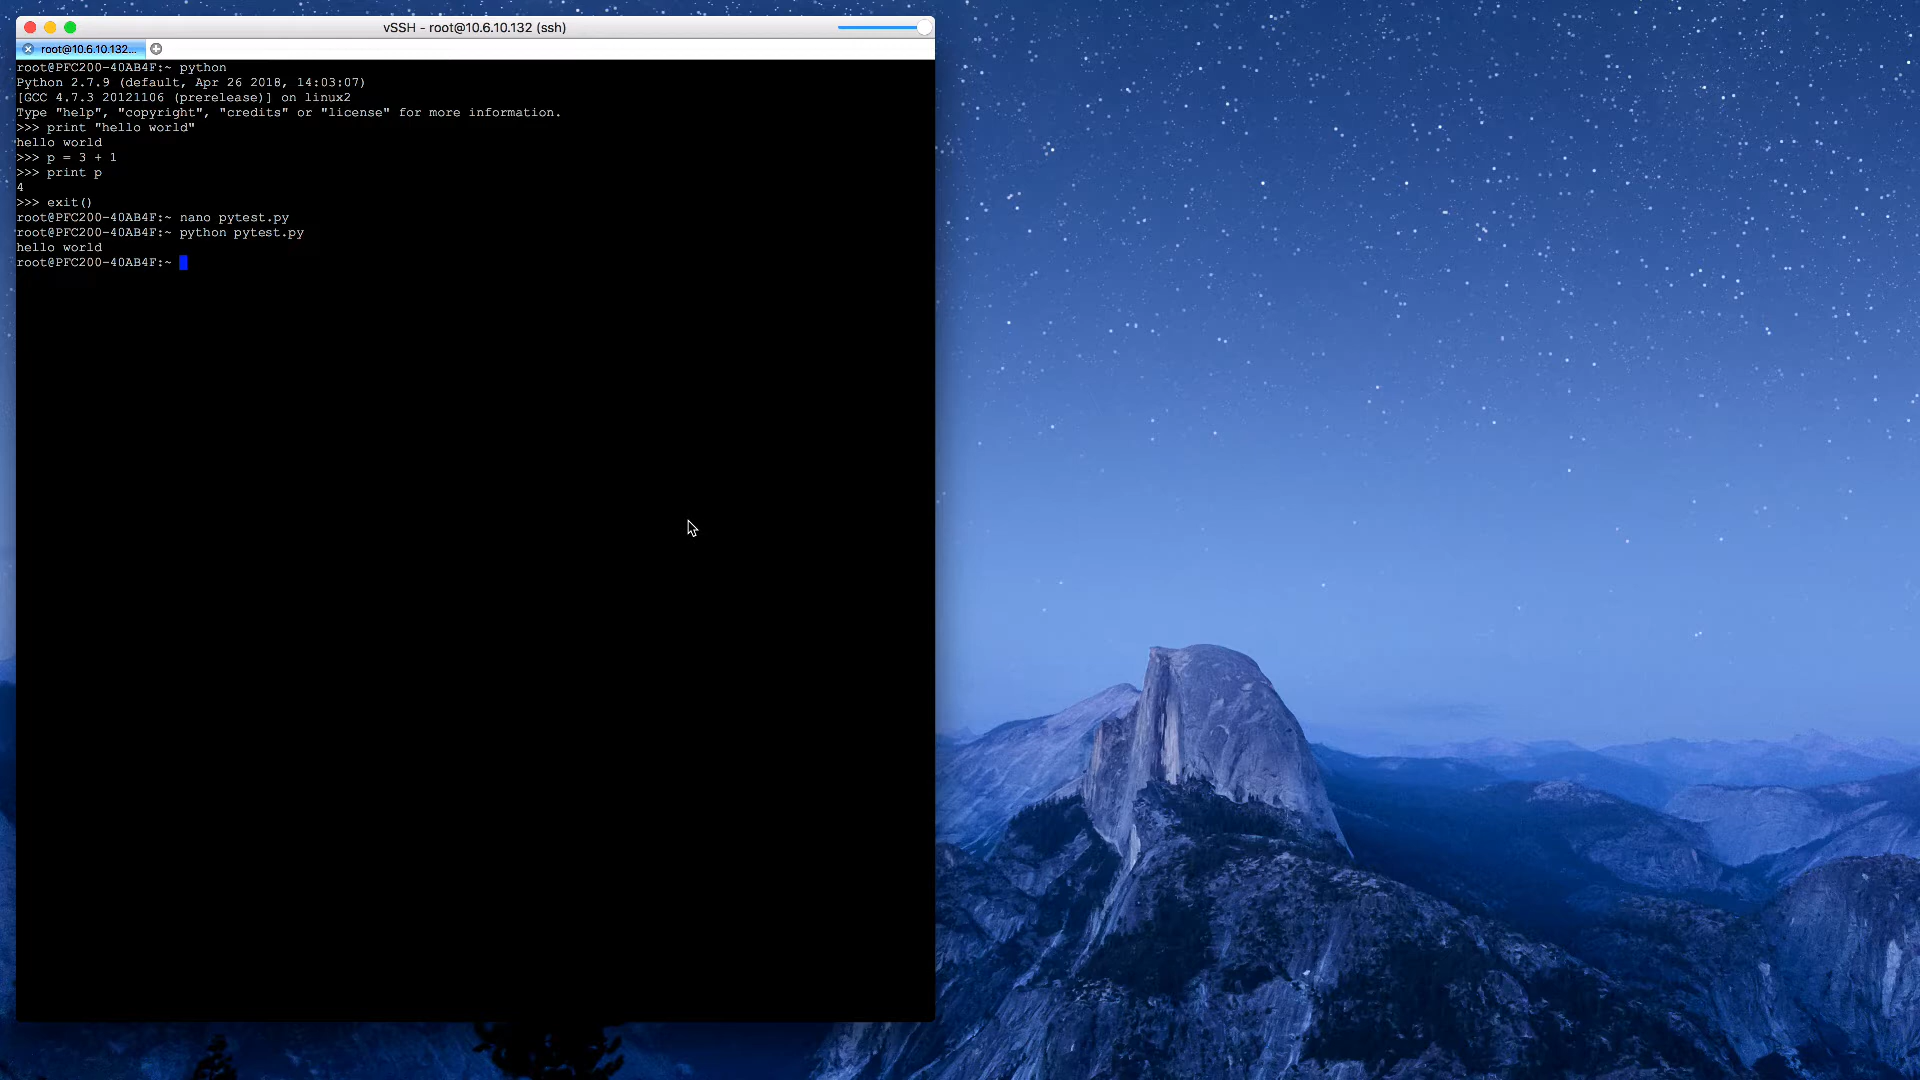 vSSH - root@10.6.10.132 (ssh)
root@10.6.10.132...
root@PFC200-40AB4F:~ python
Python 2.7.9 (default, Apr 26 2018, 14:03:07)
[GCC 4.7.3 20121106 (prerelease)] on linux2
Type "help", "copyright", "credits" or "license" for more information.
>>> print "hello world"
hello world
>>> p = 3 + 1
>>> print p
4
>>> exit()
root@PFC200-40AB4F:~ nano pytest.py
root@PFC200-40AB4F:~ python pytest.py
hello world
root@PFC200-40AB4F:~